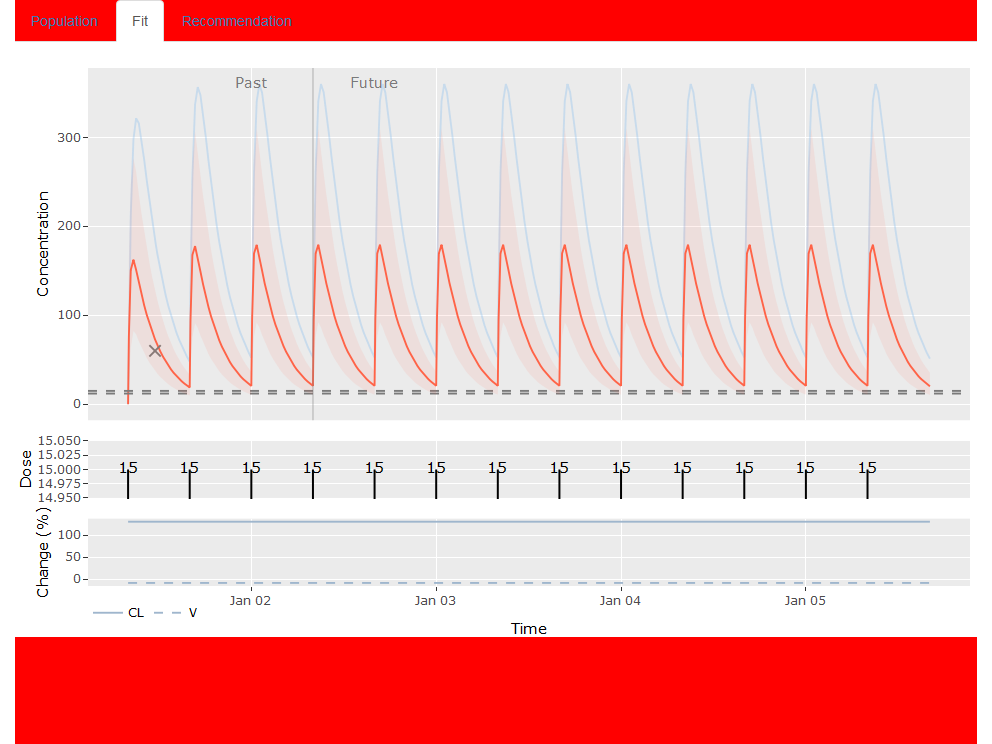 Population Fit Recommendation
Past Future
300
200
100
0
Concentration
15.050
15.025
15.000
14.975
14.950
Dose
15 15 15 15 15 15 15 15 15 15 15 15 15
100
50
0
Change (%)
Jan 02 Jan 03 Jan 04 Jan 05
CL V
Time